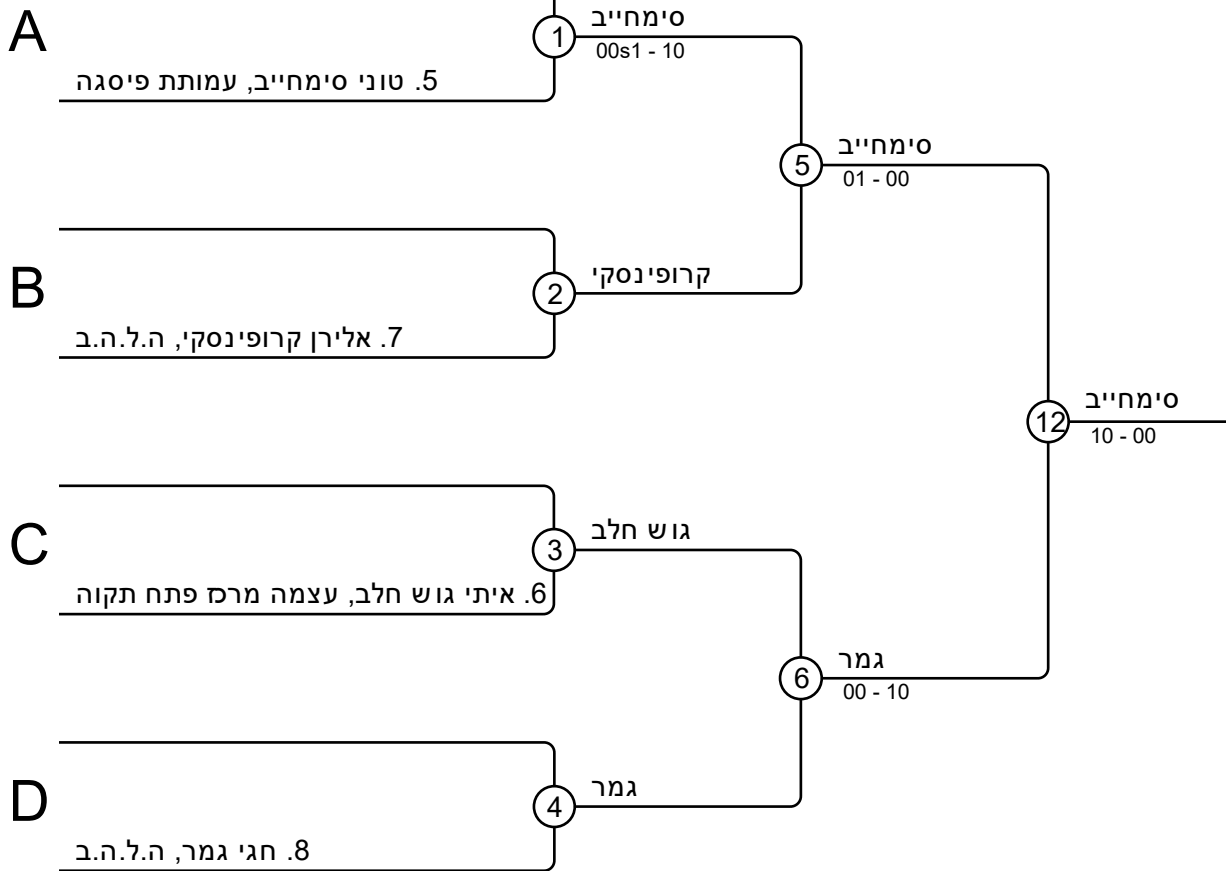 A
1
סימחייב
00s1 - 10
5. טוני סימחייב, עמותת פיסגה
5
סימחייב
01 - 00
B
2
קרופינסקי
7. אלירן קרופינסקי, ה.ל.ה.ב
12
סימחייב
10 - 00
C
3
גוש חלב
6. איתי גוש חלב, עצמה מרכז פתח תקוה
6
גמר
00 - 10
D
4
גמר
8. חגי גמר, ה.ל.ה.ב